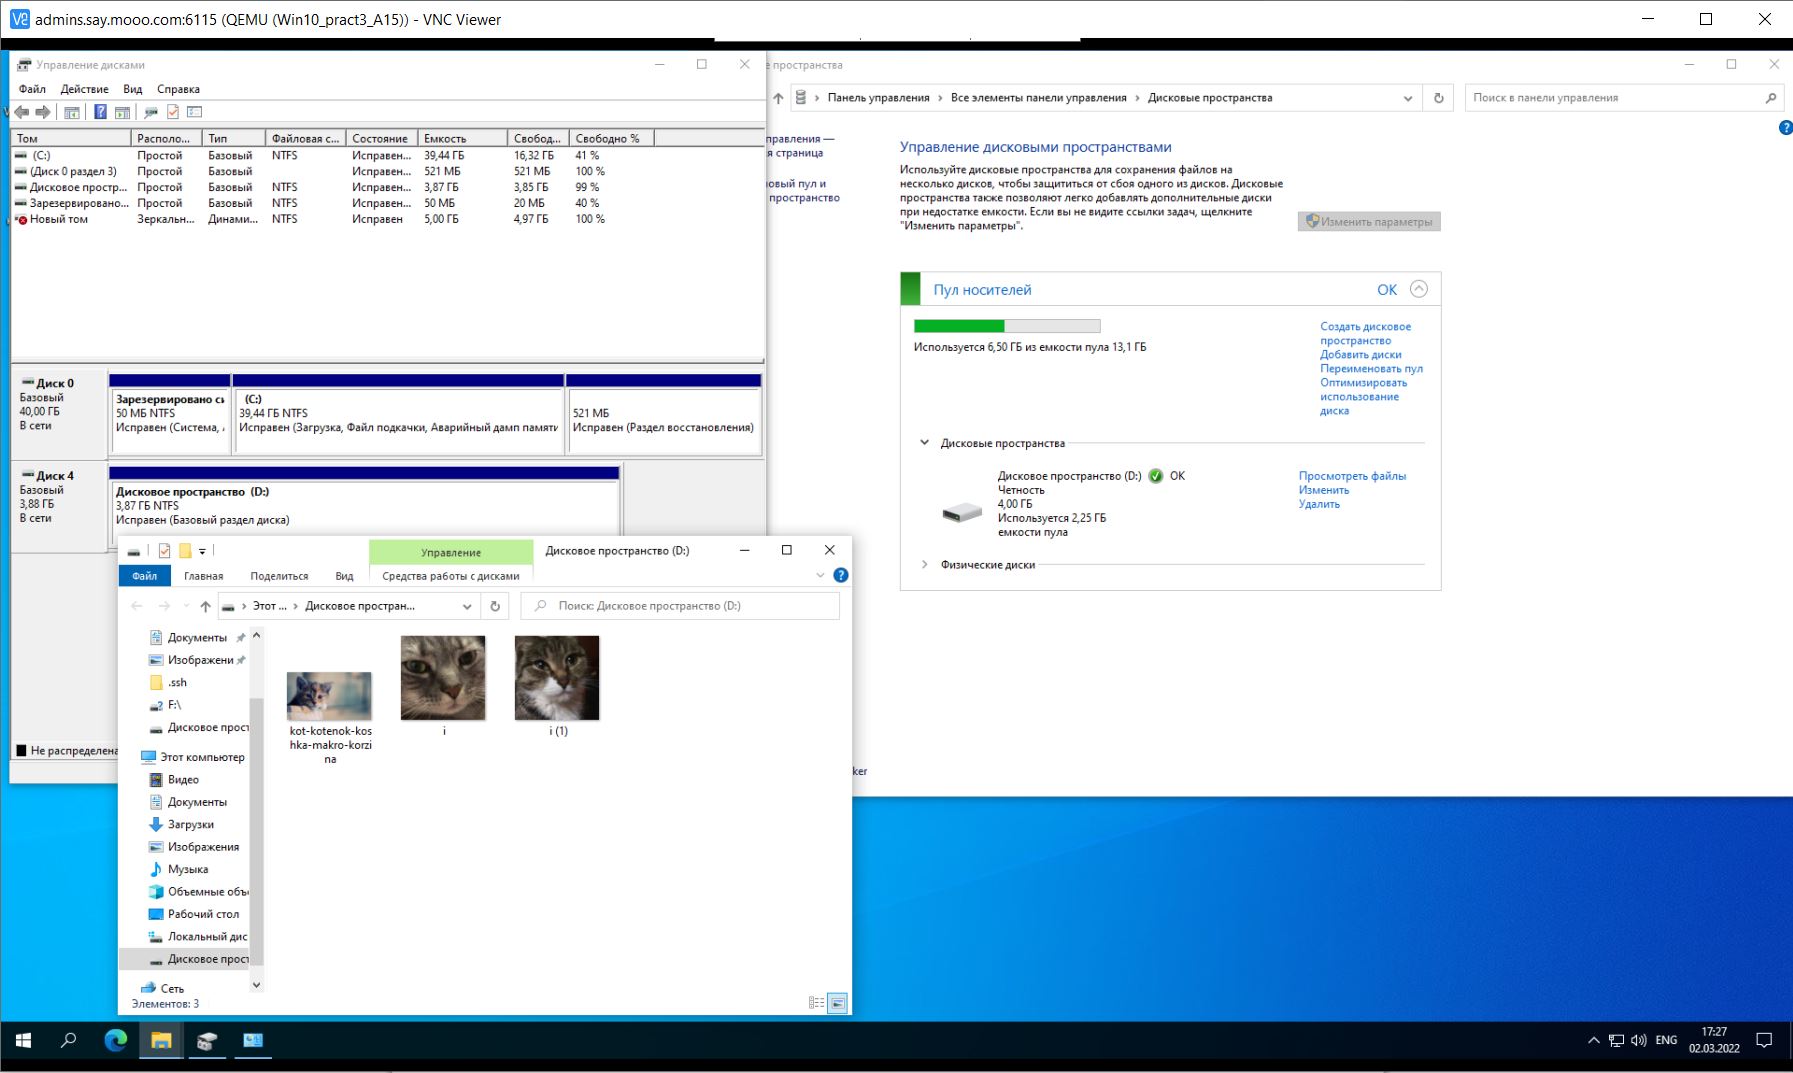 admins.say.mooo.com:6115 (QEMU (Win10_pract3_A15)) - VNC Viewer
Управление дисками
Файл Действие Вид Справка
Том Располо... Тип Файловая с... Состояние Емкость Свобод... Свободно %
(C:) Простой Базовый NTFS Исправен... 39,44 ГБ 16,32 ГБ 41 %
(Диск 0 раздел 3) Простой Базовый Исправен... 521 МБ 521 МБ 100 %
Дисковое простр... Простой Базовый NTFS Исправен... 3,87 ГБ 3,85 ГБ 99 %
Зарезервировано... Простой Базовый NTFS Исправен... 50 МБ 20 МБ 40 %
Новый том Зеркальн... Динами... NTFS Исправен 5,00 ГБ 4,97 ГБ 100 %
Диск 0
Базовый
40,00 ГБ
В сети
Зарезервировано си
50 МБ NTFS
Исправен (Система, 
(C:)
39,44 ГБ NTFS
Исправен (Загрузка, Файл подкачки, Аварийный дамп памяти
521 МБ
Исправен (Раздел восстановления)
Диск 4
Базовый
3,88 ГБ
В сети
Дисковое пространство (D:)
3,87 ГБ NTFS
Исправен (Базовый раздел диска)
Не распределена
е пространства
Панель управления › Все элементы панели управления › Дисковые пространства
Поиск в панели управления
правления —
я страница
овый пул и
пространство
ker
Управление дисковыми пространствами
Используйте дисковые пространства для сохранения файлов на
несколько дисков, чтобы защититься от сбоя одного из дисков. Дисковые
пространства также позволяют легко добавлять дополнительные диски
при недостатке емкости. Если вы не видите ссылки задач, щелкните
"Изменить параметры".
Изменить параметры
Пул носителей ОК
Используется 6,50 ГБ из емкости пула 13,1 ГБ
Создать дисковое
пространство
Добавить диски
Переименовать пул
Оптимизировать
использование
диска
Дисковые пространства
Дисковое пространство (D:) ОК
Четность
4,00 ГБ
Используется 2,25 ГБ
емкости пула
Просмотреть файлы
Изменить
Удалить
Физические диски
Управление
Дисковое пространство (D:)
Файл Главная Поделиться Вид Средства работы с дисками
Этот ... › Дисковое простран...
Поиск: Дисковое пространство (D:)
Документы
Изображени
.ssh
F:\
Дисковое прост
Этот компьютер
Видео
Документы
Загрузки
Изображения
Музыка
Объемные объ
Рабочий стол
Локальный дис
Дисковое прост
Сеть
kot-kotenok-kos
hka-makro-korzi
na
i
i (1)
Элементов: 3
ENG
17:27
02.03.2022